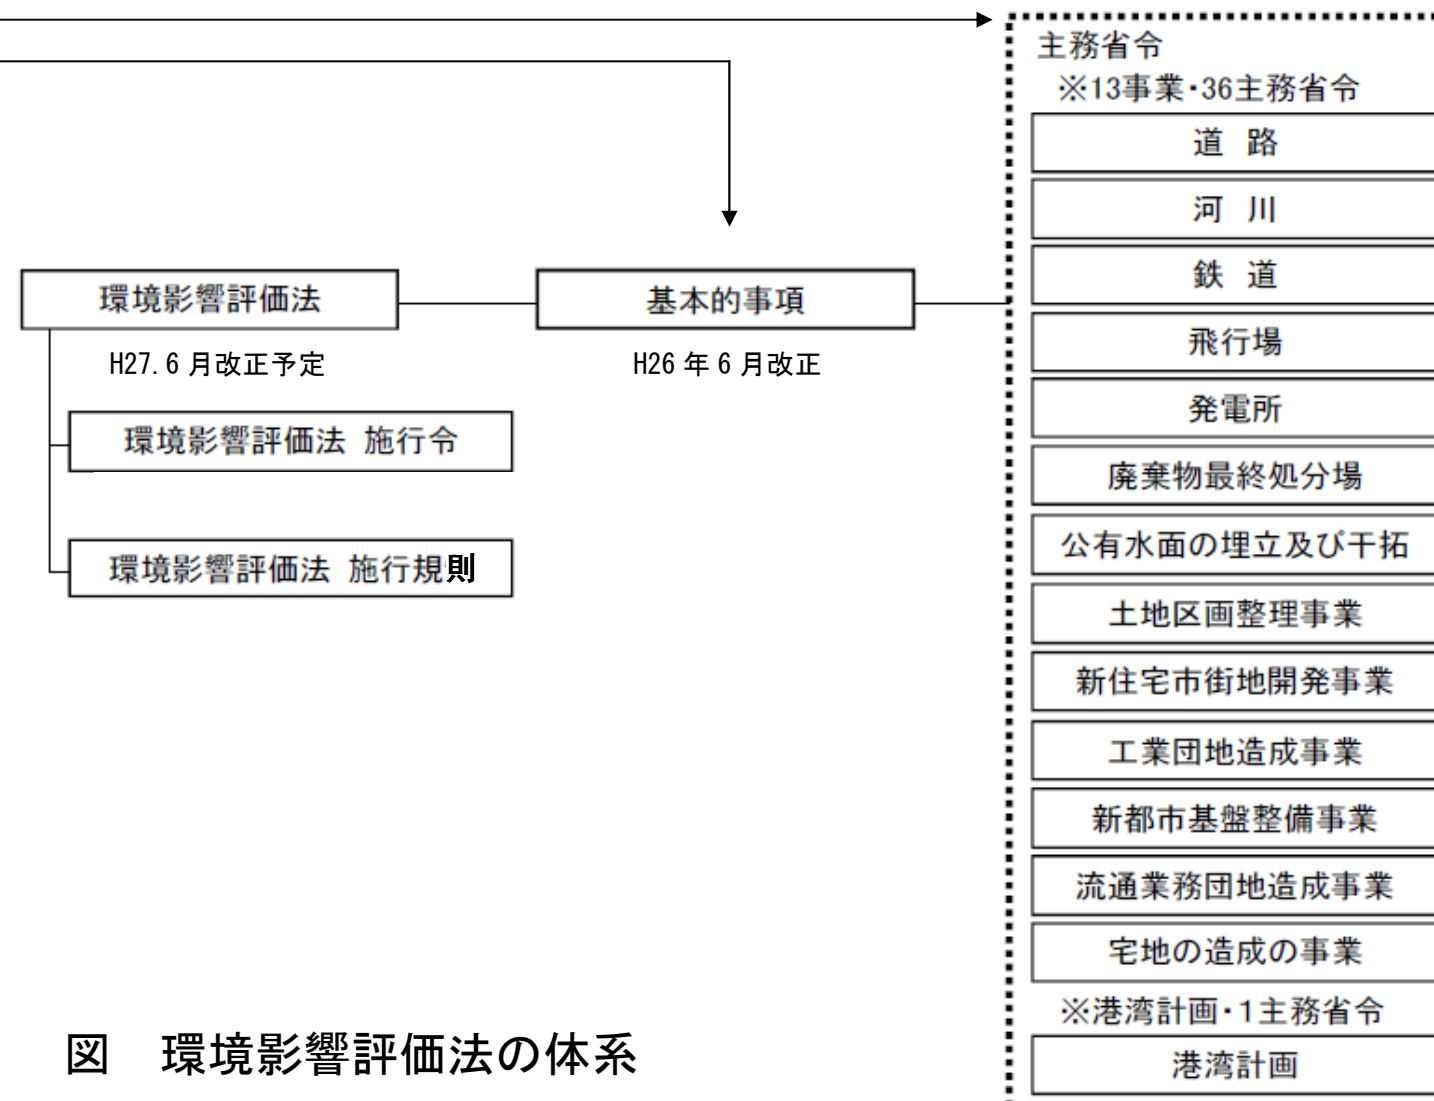 主務省令
※13事業・36主務省令
道 路
河 川
鉄 道
飛行場
発電所
廃棄物最終処分場
公有水面の埋立及び干拓
土地区画整理事業
新住宅市街地開発事業
工業団地造成事業
新都市基盤整備事業
流通業務団地造成事業
宅地の造成の事業
※港湾計画・1主務省令
港湾計画
環境影響評価法
H27.6月改正予定
環境影響評価法 施行令
環境影響評価法 施行規則
基本的事項
H26年6月改正
図 環境影響評価法の体系